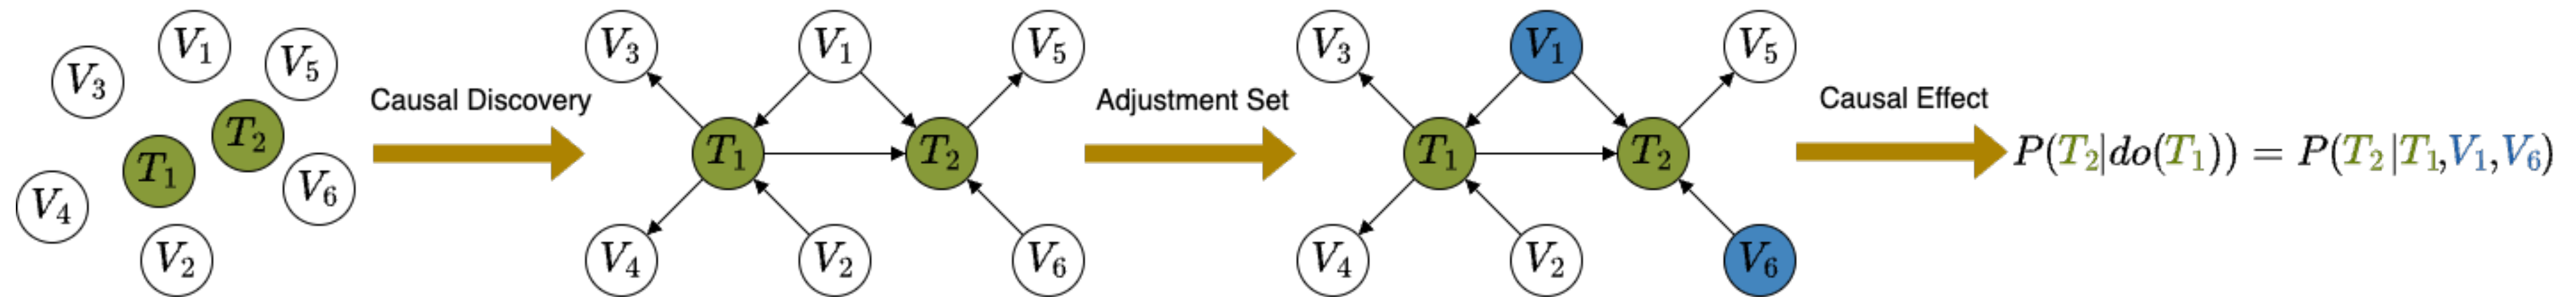 V₃
V₁
V₅
T₂
T₁
V₄
V₆
V₂
Causal Discovery
V₃
V₁
V₅
T₁
T₂
V₄
V₂
V₆
Adjustment Set
V₃
V₁
V₅
T₁
T₂
V₄
V₂
V₆
Causal Effect
P(T₂|do(T₁)) = P(T₂|T₁,V₁,V₆)